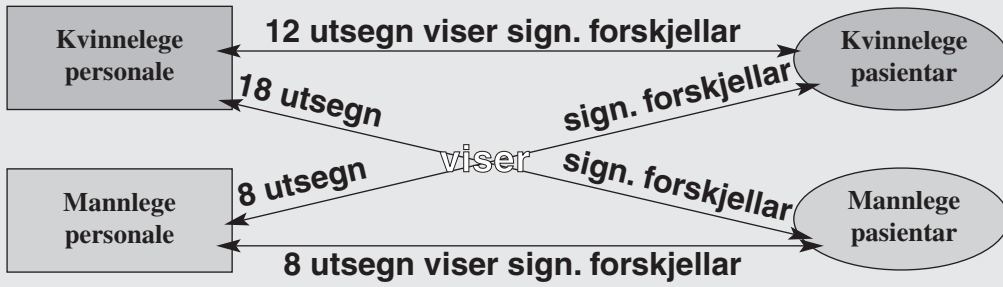 Kvinnelege
personale
12 utsegn viser sign. forskjellar
Kvinnelege
pasientar
18 utsegn
sign. forskjellar
viser
8 utsegn
sign. forskjellar
Mannlege
personale
Mannlege
pasientar
8 utsegn viser sign. forskjellar